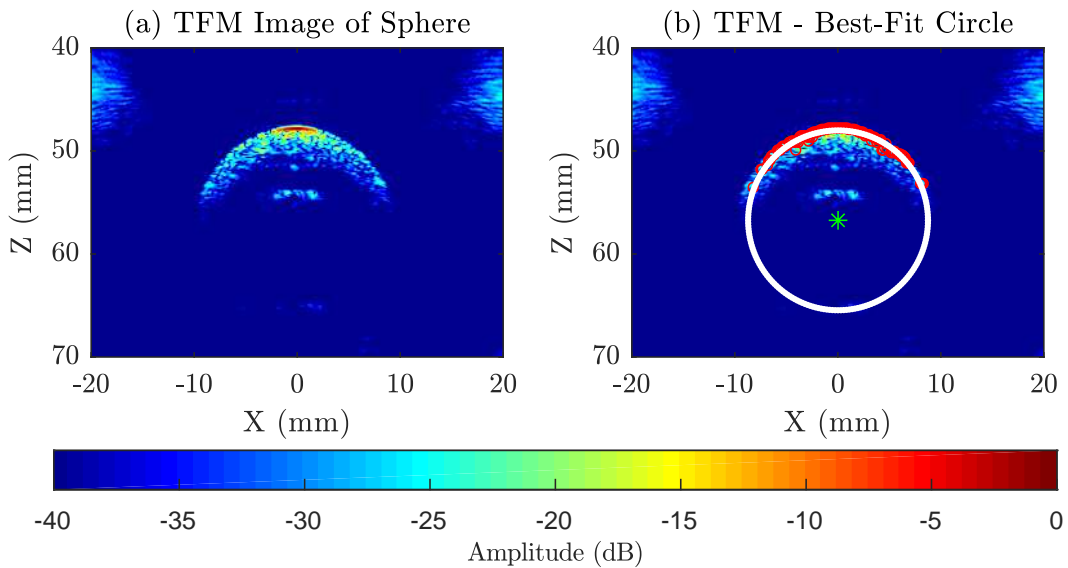 (a) TFM Image of Sphere
(b) TFM - Best-Fit Circle
40
50
60
70
Z (mm)
-20 -10 0 10 20
X (mm)
40
50
60
70
Z (mm)
-20 -10 0 10 20
X (mm)
-40 -35 -30 -25 -20 -15 -10 -5 0
Amplitude (dB)